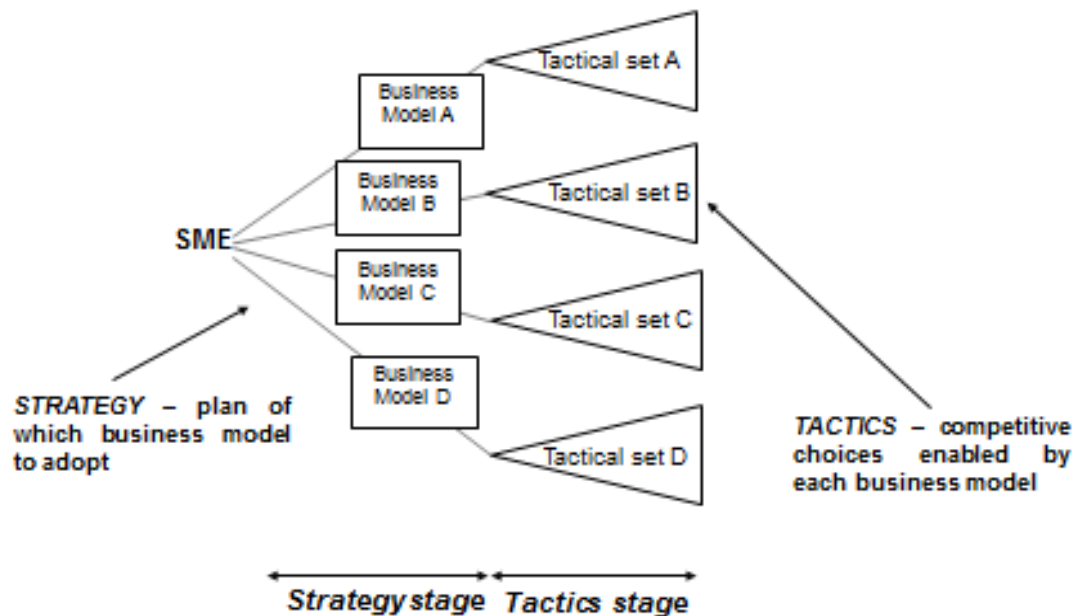 Tactical set A
Business
Model A
Business
Model B
Tactical set B
SME
Business
Model C
Tactical set C
Business
Model D
STRATEGY – plan of
which business model
to adopt
TACTICS – competitive
choices enabled by
each business model
Tactical set D
Strategy stage
Tactics stage